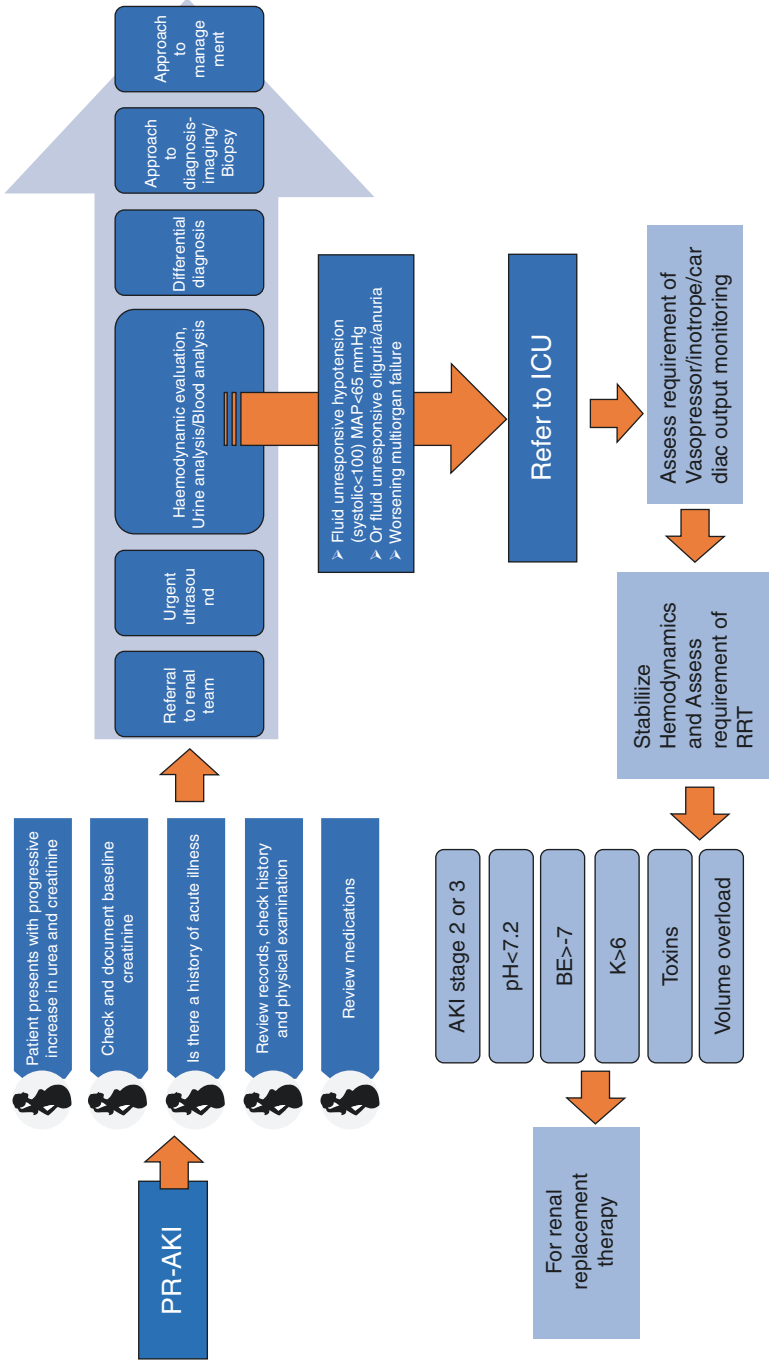 PR-AKI
Patient presents with progressive
increase in urea and creatinine
Check and document baseline
creatinine
Is there a history of acute illness
Review records, check history
and physical examination
Review medications
Referral
to renal
team
Urgent
ultrasou
nd
Haemodynamic evaluation,
Urine analysis/Blood analysis
Differential
diagnosis
Approach
to
diagnosis-
imaging/
Biopsy
Approach
to
manage
ment
➢ Fluid unresponsive hypotension
(systolic<100) MAP<65 mmHg
➢ Or fluid unresponsive oliguria/anuria
➢ Worsening multiorgan failure
Refer to ICU
Assess requirement of
Vasopressor/inotrope/car
diac output monitoring
Stabiliize
Hemodynamics
and Assess
requirement of
RRT
AKI stage 2 or 3
pH<7.2
BE>-7
K>6
Toxins
Volume overload
For renal
replacement
therapy